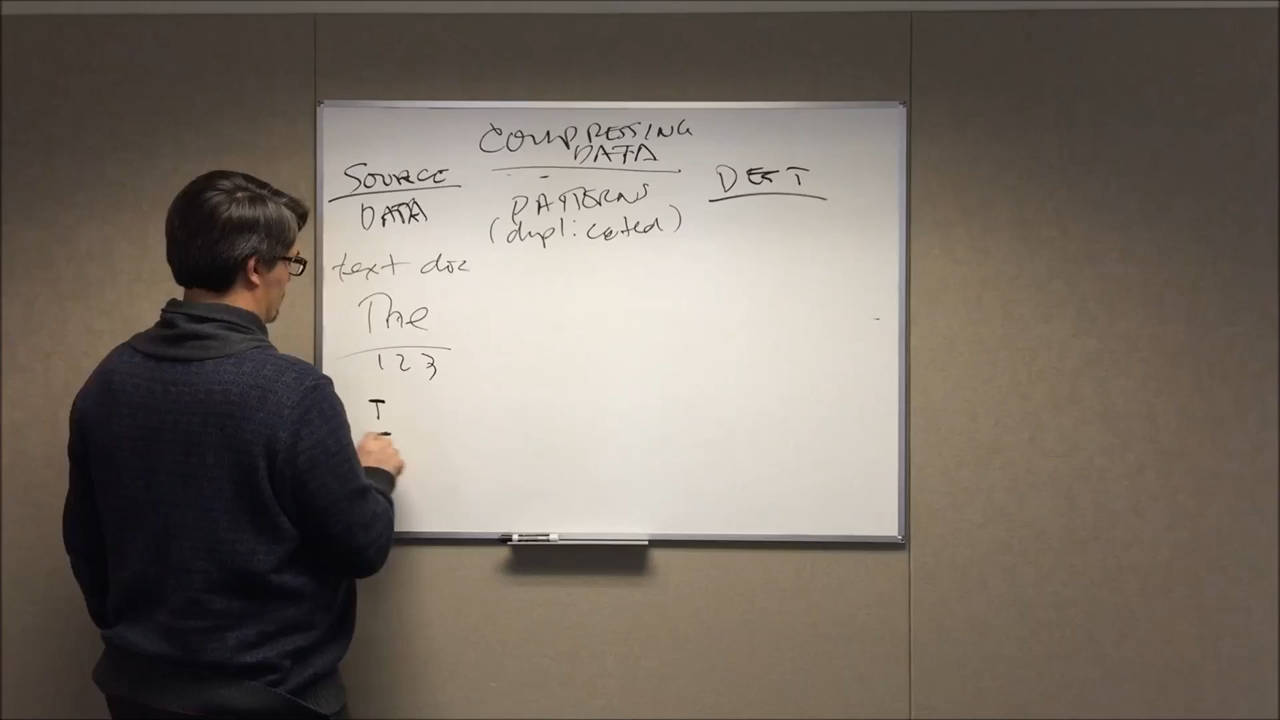 COMPRESSING
DATA
SOURCE
DATA
PATTERNS
(duplicated)
DEST
text doc
The
1 2 3
T